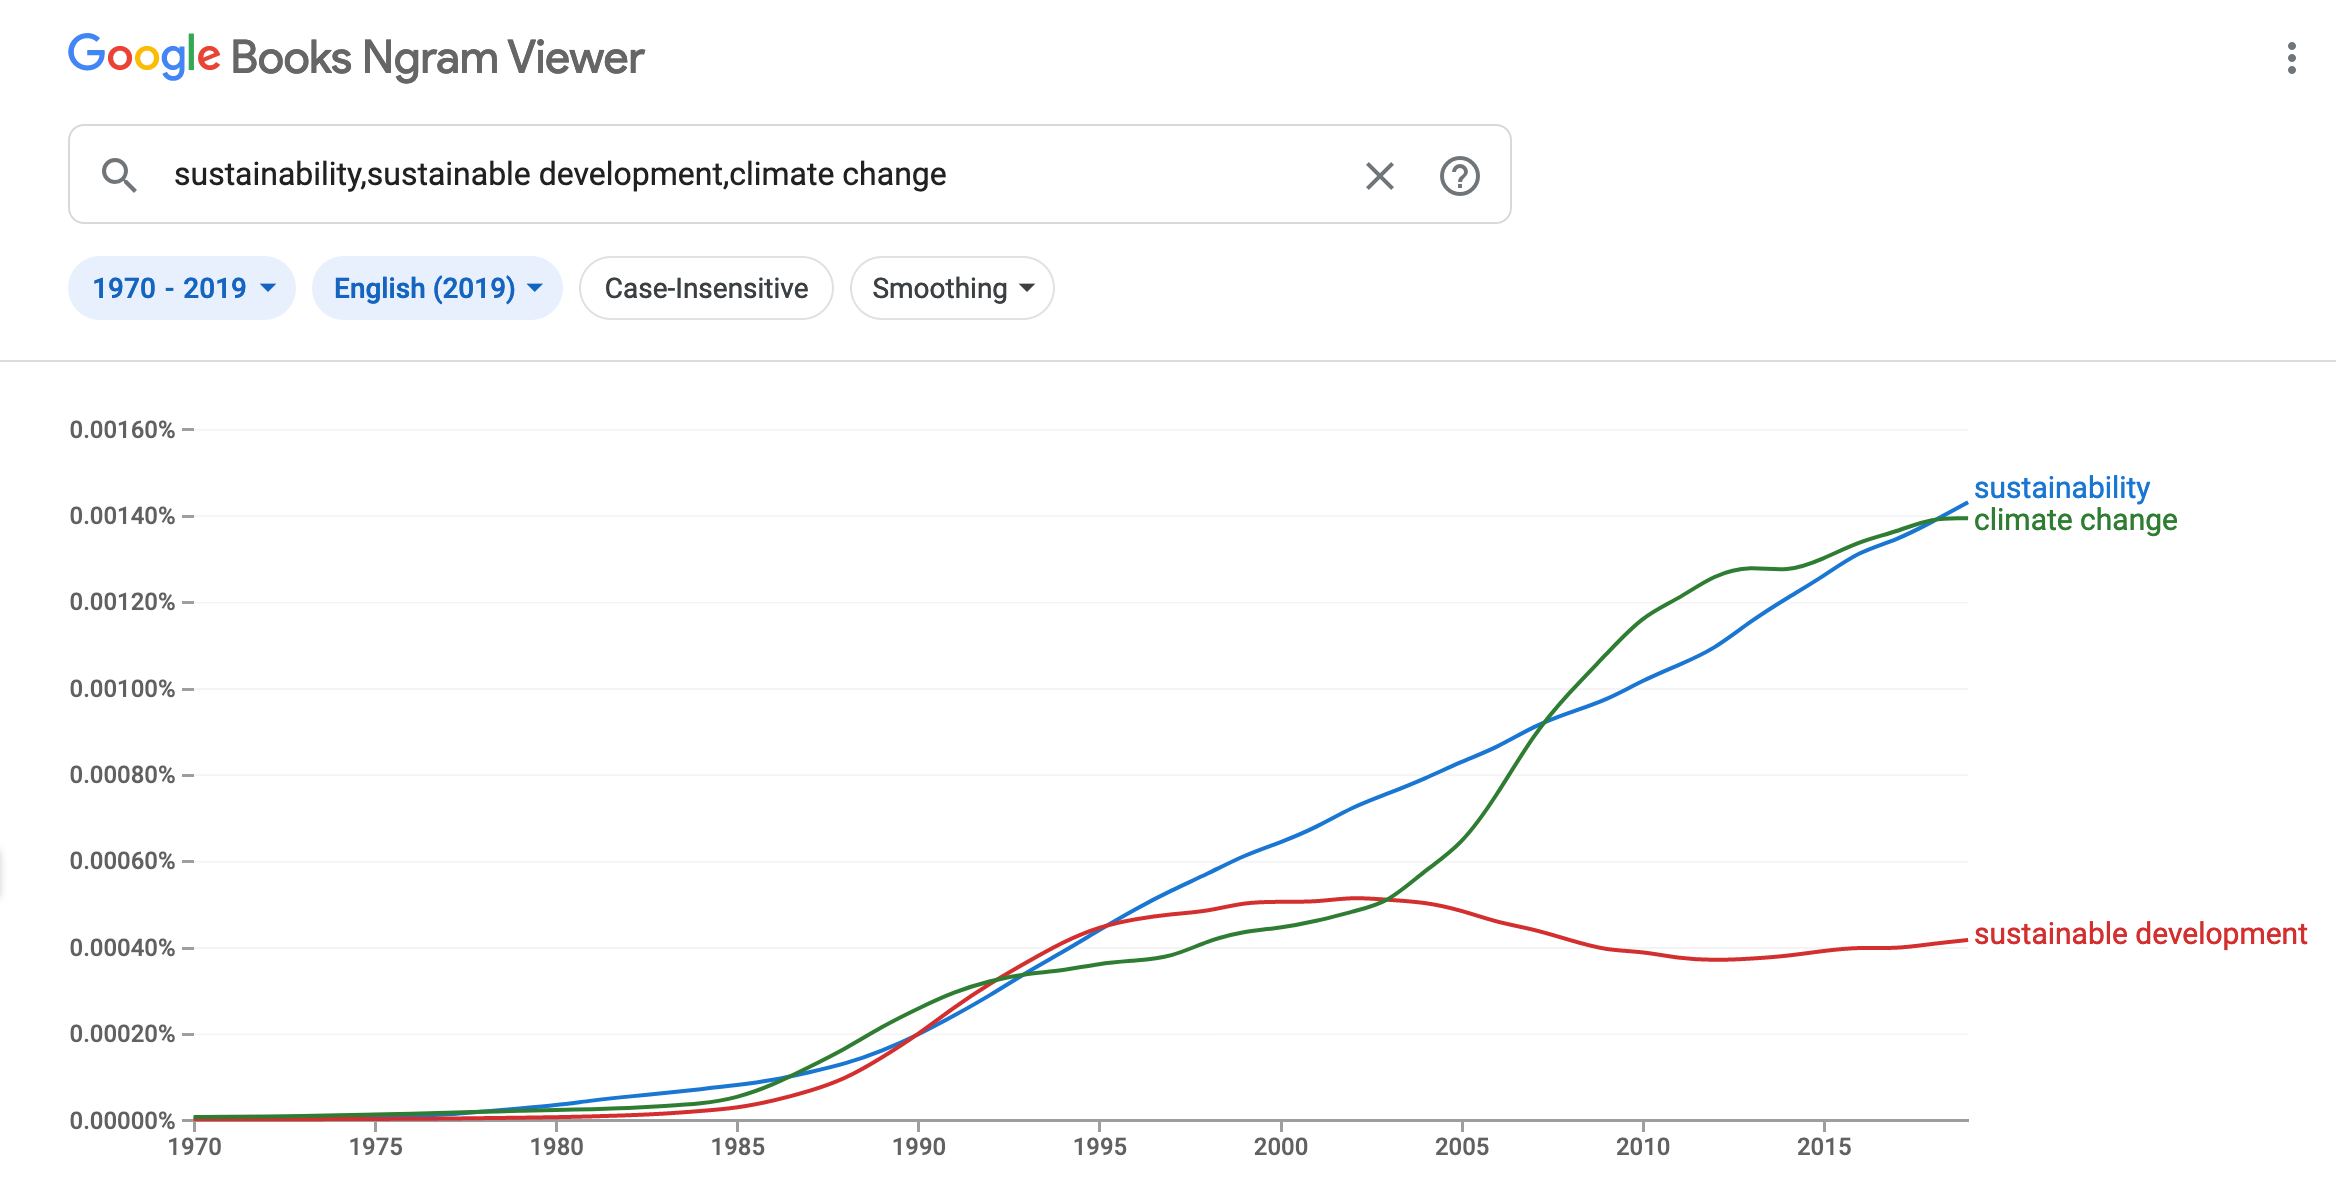 Google Books Ngram Viewer
sustainability,sustainable development,climate change
1970 - 2019
English (2019)
Case-Insensitive
Smoothing
0.00160%
0.00140%
0.00120%
0.00100%
0.00080%
0.00060%
0.00040%
0.00020%
0.00000%
sustainability
climate change
sustainable development
1970
1975
1980
1985
1990
1995
2000
2005
2010
2015